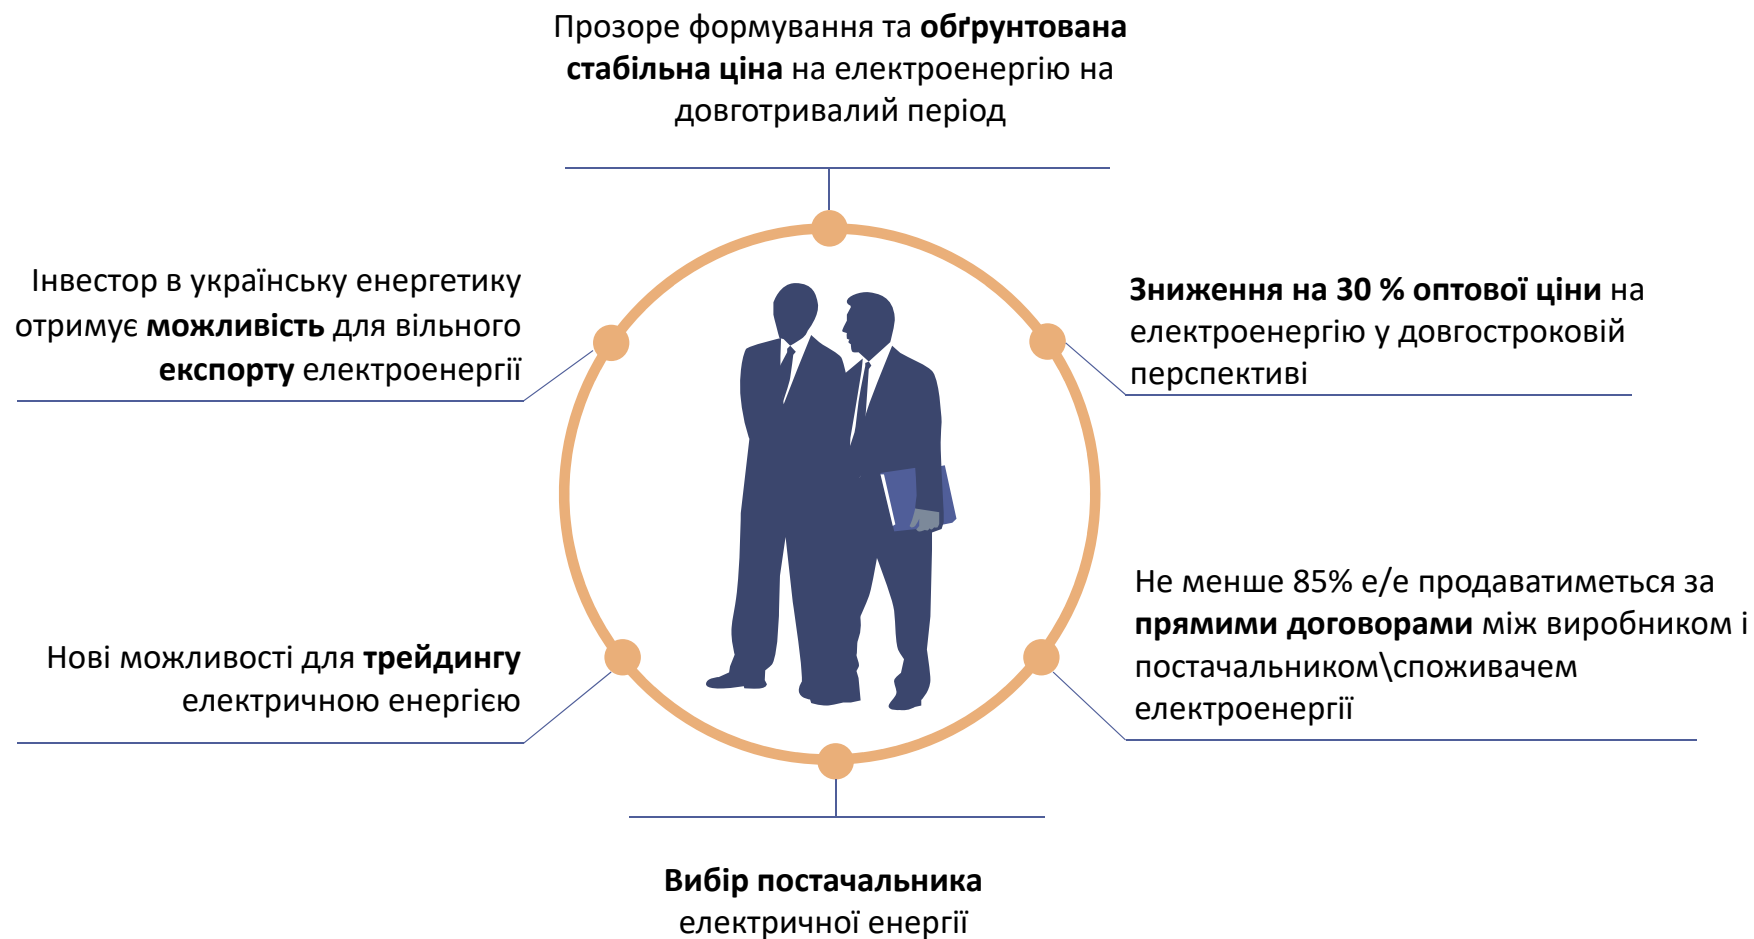 Прозоре формування та обґрунтована
стабільна ціна на електроенергію на
довготривалий період
Інвестор в українську енергетику
отримує можливість для вільного
експорту електроенергії
Зниження на 30 % оптової ціни на
електроенергію у довгостроковій
перспективі
Нові можливості для трейдингу
електричною енергією
Не менше 85% е/е продаватиметься за
прямими договорами між виробником і
постачальником\споживачем
електроенергії
Вибір постачальника
електричної енергії